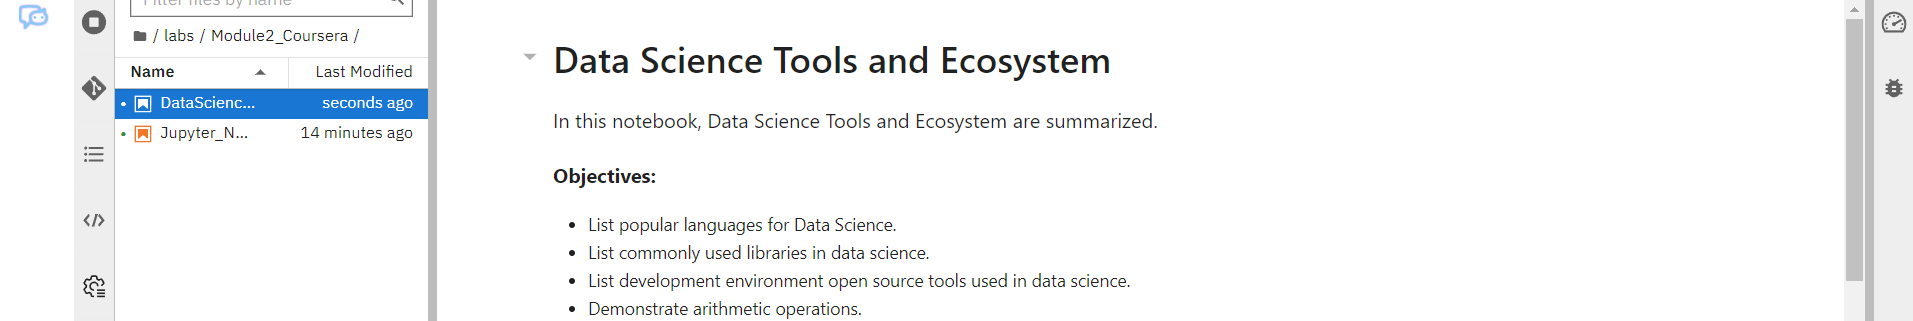 Filter files by name
/ labs / Module2_Coursera /
Name Last Modified
DataScienc... seconds ago
Jupyter_N... 14 minutes ago
Data Science Tools and Ecosystem
In this notebook, Data Science Tools and Ecosystem are summarized.
Objectives:
• List popular languages for Data Science.
• List commonly used libraries in data science.
• List development environment open source tools used in data science.
• Demonstrate arithmetic operations.